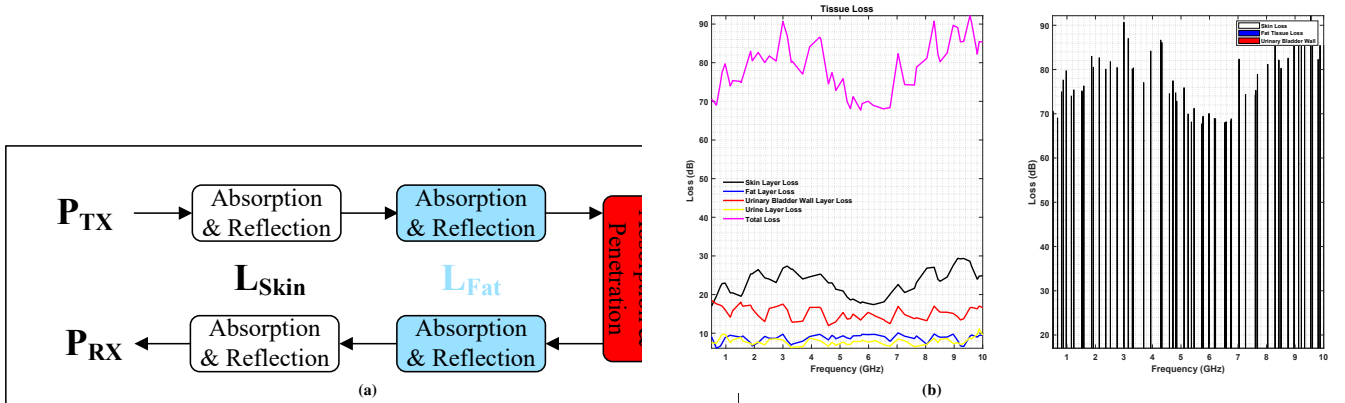 P_TX
Absorption
& Reflection
Absorption
& Reflection
Penetration
L_Skin
L_Fat
P_RX
Absorption
& Reflection
Absorption
& Reflection
(a)
Tissue Loss
90
80
70
60
50
40
30
20
10
Loss (dB)
Skin Layer Loss
Fat Layer Loss
Urinary Bladder Wall Layer Loss
Urine Layer Loss
Total Loss
1 2 3 4 5 6 7 8 9 10
Frequency (GHz)
(b)
90
80
70
60
50
40
30
20
Loss (dB)
Skin Loss
Fat Tissue Loss
Urinary Bladder Wall
1 2 3 4 5 6 7 8 9 10
Frequency (GHz)